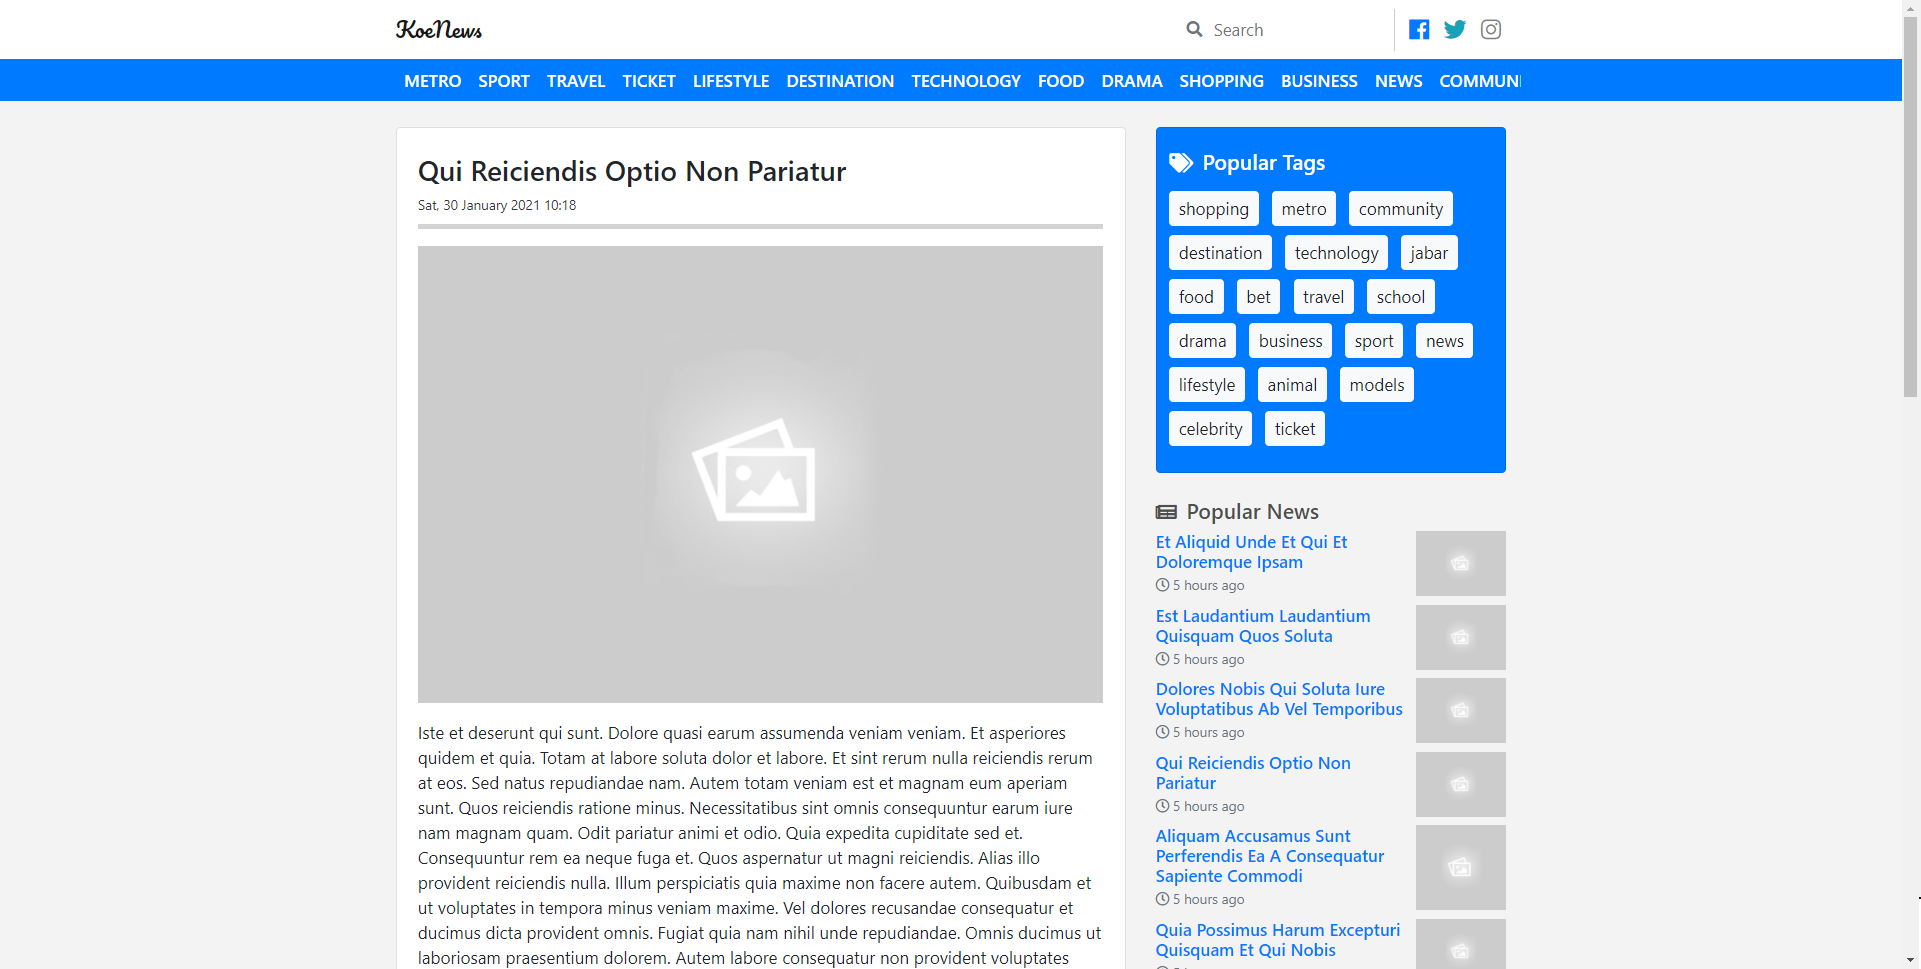 KoeNews
Search
METRO SPORT TRAVEL TICKET LIFESTYLE DESTINATION TECHNOLOGY FOOD DRAMA SHOPPING BUSINESS NEWS COMMUNI
Qui Reiciendis Optio Non Pariatur
Sat, 30 January 2021 10:18
Iste et deserunt qui sunt. Dolore quasi earum assumenda veniam veniam. Et asperiores
quidem et quia. Totam at labore soluta dolor et labore. Et sint rerum nulla reiciendis rerum
at eos. Sed natus repudiandae nam. Autem totam veniam est et magnam eum aperiam
sunt. Quos reiciendis ratione minus. Necessitatibus sint omnis consequuntur earum iure
nam magnam quam. Odit pariatur animi et odio. Quia expedita cupiditate sed et.
Consequuntur rem ea neque fuga et. Quos aspernatur ut magni reiciendis. Alias illo
provident reiciendis nulla. Illum perspiciatis quia maxime non facere autem. Quibusdam et
ut voluptates in tempora minus veniam maxime. Vel dolores recusandae consequatur et
ducimus dicta provident omnis. Fugiat quia nam nihil unde repudiandae. Omnis ducimus ut
laboriosam praesentium dolorem. Autem labore consequatur non provident voluptates
Popular Tags
shopping metro community
destination technology jabar
food bet travel school
drama business sport news
lifestyle animal models
celebrity ticket
Popular News
Et Aliquid Unde Et Qui Et
Doloremque Ipsam
5 hours ago
Est Laudantium Laudantium
Quisquam Quos Soluta
5 hours ago
Dolores Nobis Qui Soluta Iure
Voluptatibus Ab Vel Temporibus
5 hours ago
Qui Reiciendis Optio Non
Pariatur
5 hours ago
Aliquam Accusamus Sunt
Perferendis Ea A Consequatur
Sapiente Commodi
5 hours ago
Quia Possimus Harum Excepturi
Quisquam Et Qui Nobis